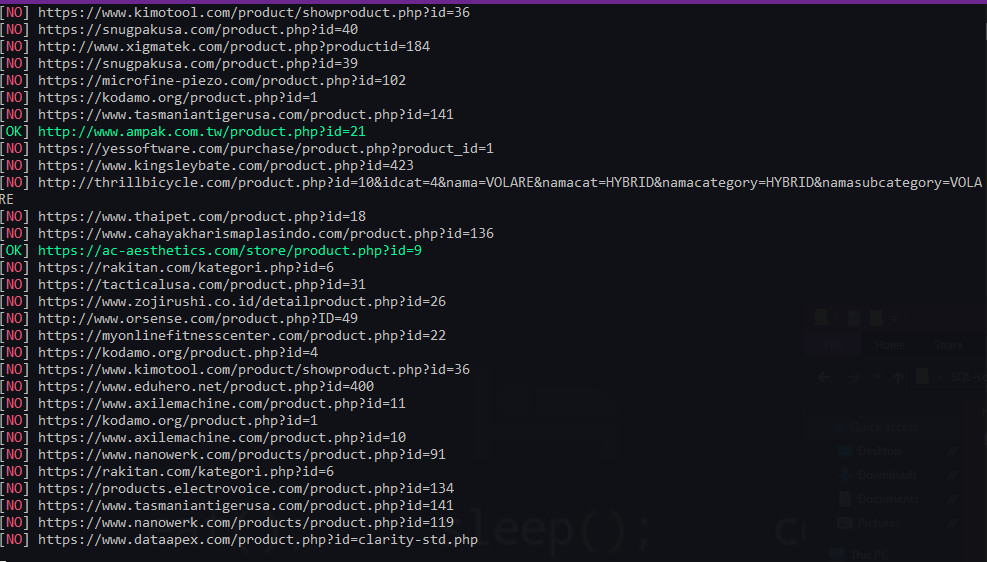 [NO] https://www.kimotool.com/product/showproduct.php?id=36
[NO] https://snugpakusa.com/product.php?id=40
[NO] http://www.xigmatek.com/product.php?productid=184
[NO] https://snugpakusa.com/product.php?id=39
[NO] https://microfine-piezo.com/product.php?id=102
[NO] https://kodamo.org/product.php?id=1
[NO] https://www.tasmaniantigerusa.com/product.php?id=141
[OK] http://www.ampak.com.tw/product.php?id=21
[NO] https://yessoftware.com/purchase/product.php?product_id=1
[NO] https://www.kingsleybate.com/product.php?id=423
[NO] http://thrillbicycle.com/product.php?id=10&idcat=4&nama=VOLARE&namacat=HYBRID&namacategory=HYBRID&namasubcategory=VOLA
RE
[NO] https://www.thaipet.com/product.php?id=18
[NO] https://www.cahayakharismaplasindo.com/product.php?id=136
[OK] https://ac-aesthetics.com/store/product.php?id=9
[NO] https://rakitan.com/kategori.php?id=6
[NO] https://tacticalusa.com/product.php?id=31
[NO] https://www.zojirushi.co.id/detailproduct.php?id=26
[NO] http://www.orsense.com/product.php?ID=49
[NO] https://myonlinefitnesscenter.com/product.php?id=22
[NO] https://kodamo.org/product.php?id=4
[NO] https://www.kimotool.com/product/showproduct.php?id=36
[NO] https://www.eduhero.net/product.php?id=400
[NO] https://www.axilemachine.com/product.php?id=11
[NO] https://kodamo.org/product.php?id=1
[NO] https://www.axilemachine.com/product.php?id=10
[NO] https://www.nanowerk.com/products/product.php?id=91
[NO] https://rakitan.com/kategori.php?id=6
[NO] https://products.electrovoice.com/product.php?id=134
[NO] https://www.tasmaniantigerusa.com/product.php?id=141
[NO] https://www.nanowerk.com/products/product.php?id=119
[NO] https://www.dataapex.com/product.php?id=clarity-std.php
File Home Share
Quick access
Desktop
Downloads
Documents
Pictures
This PC